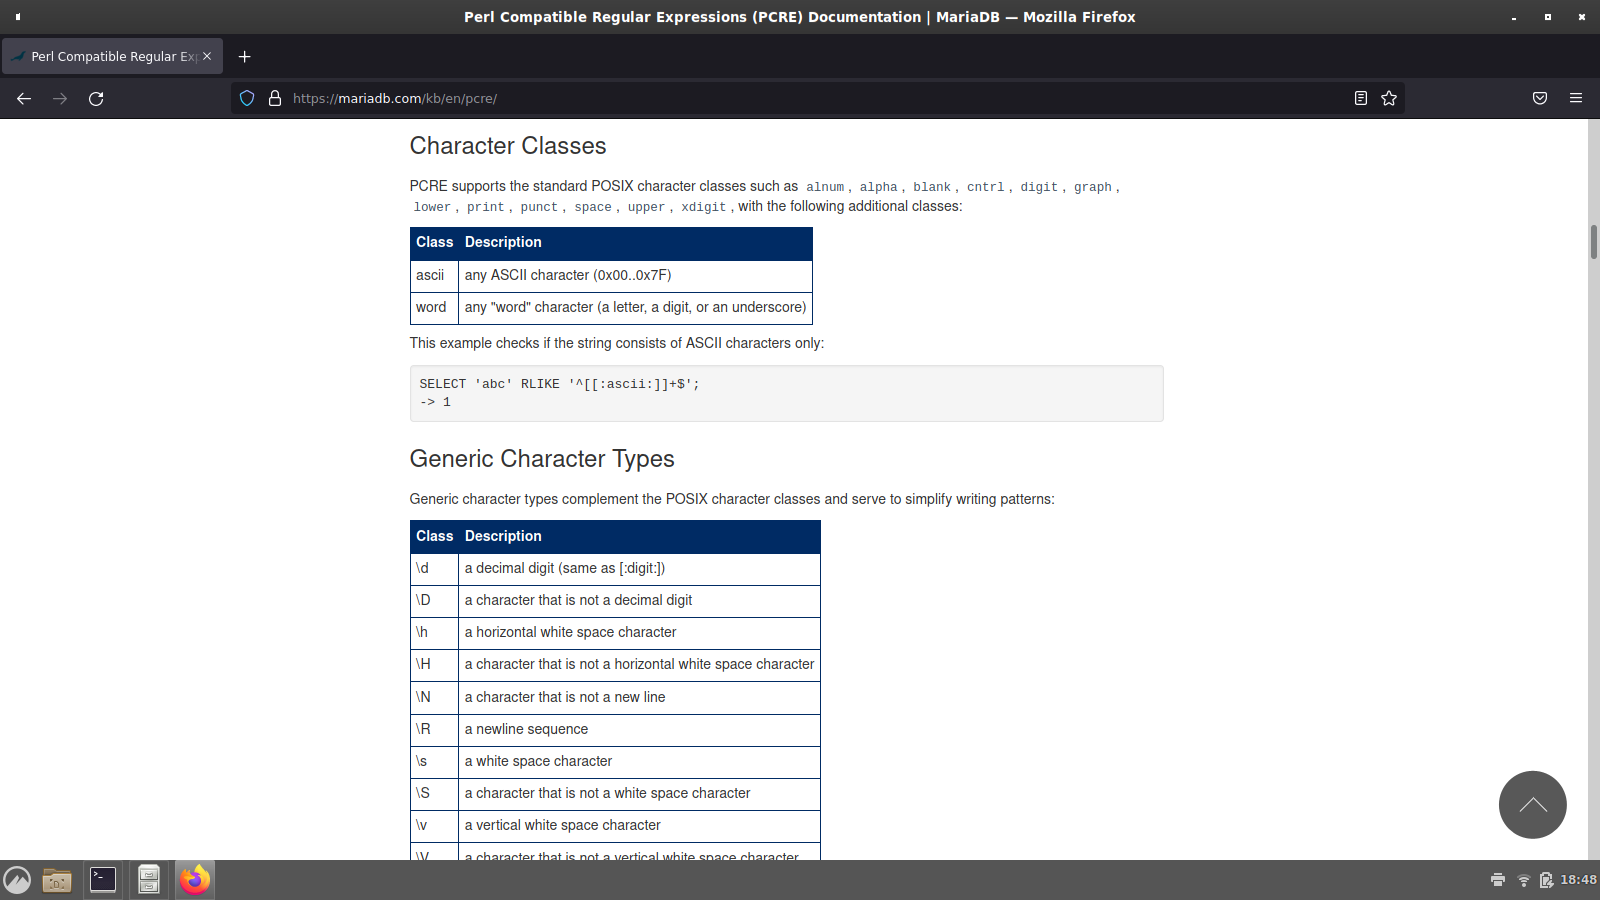 Perl Compatible Regular Expressions (PCRE) Documentation | MariaDB — Mozilla Firefox
Perl Compatible Regular Exp
https://mariadb.com/kb/en/pcre/
Character Classes
PCRE supports the standard POSIX character classes such as alnum, alpha, blank, cntrl, digit, graph,
lower, print, punct, space, upper, xdigit, with the following additional classes:
Class Description
ascii any ASCII character (0x00..0x7F)
word any "word" character (a letter, a digit, or an underscore)
This example checks if the string consists of ASCII characters only:
SELECT 'abc' RLIKE '^[[:ascii:]]+$';
-> 1
Generic Character Types
Generic character types complement the POSIX character classes and serve to simplify writing patterns:
Class Description
\d a decimal digit (same as [:digit:])
\D a character that is not a decimal digit
\h a horizontal white space character
\H a character that is not a horizontal white space character
\N a character that is not a new line
\R a newline sequence
\s a white space character
\S a character that is not a white space character
\v a vertical white space character
\V a character that is not a vertical white space character
18:48